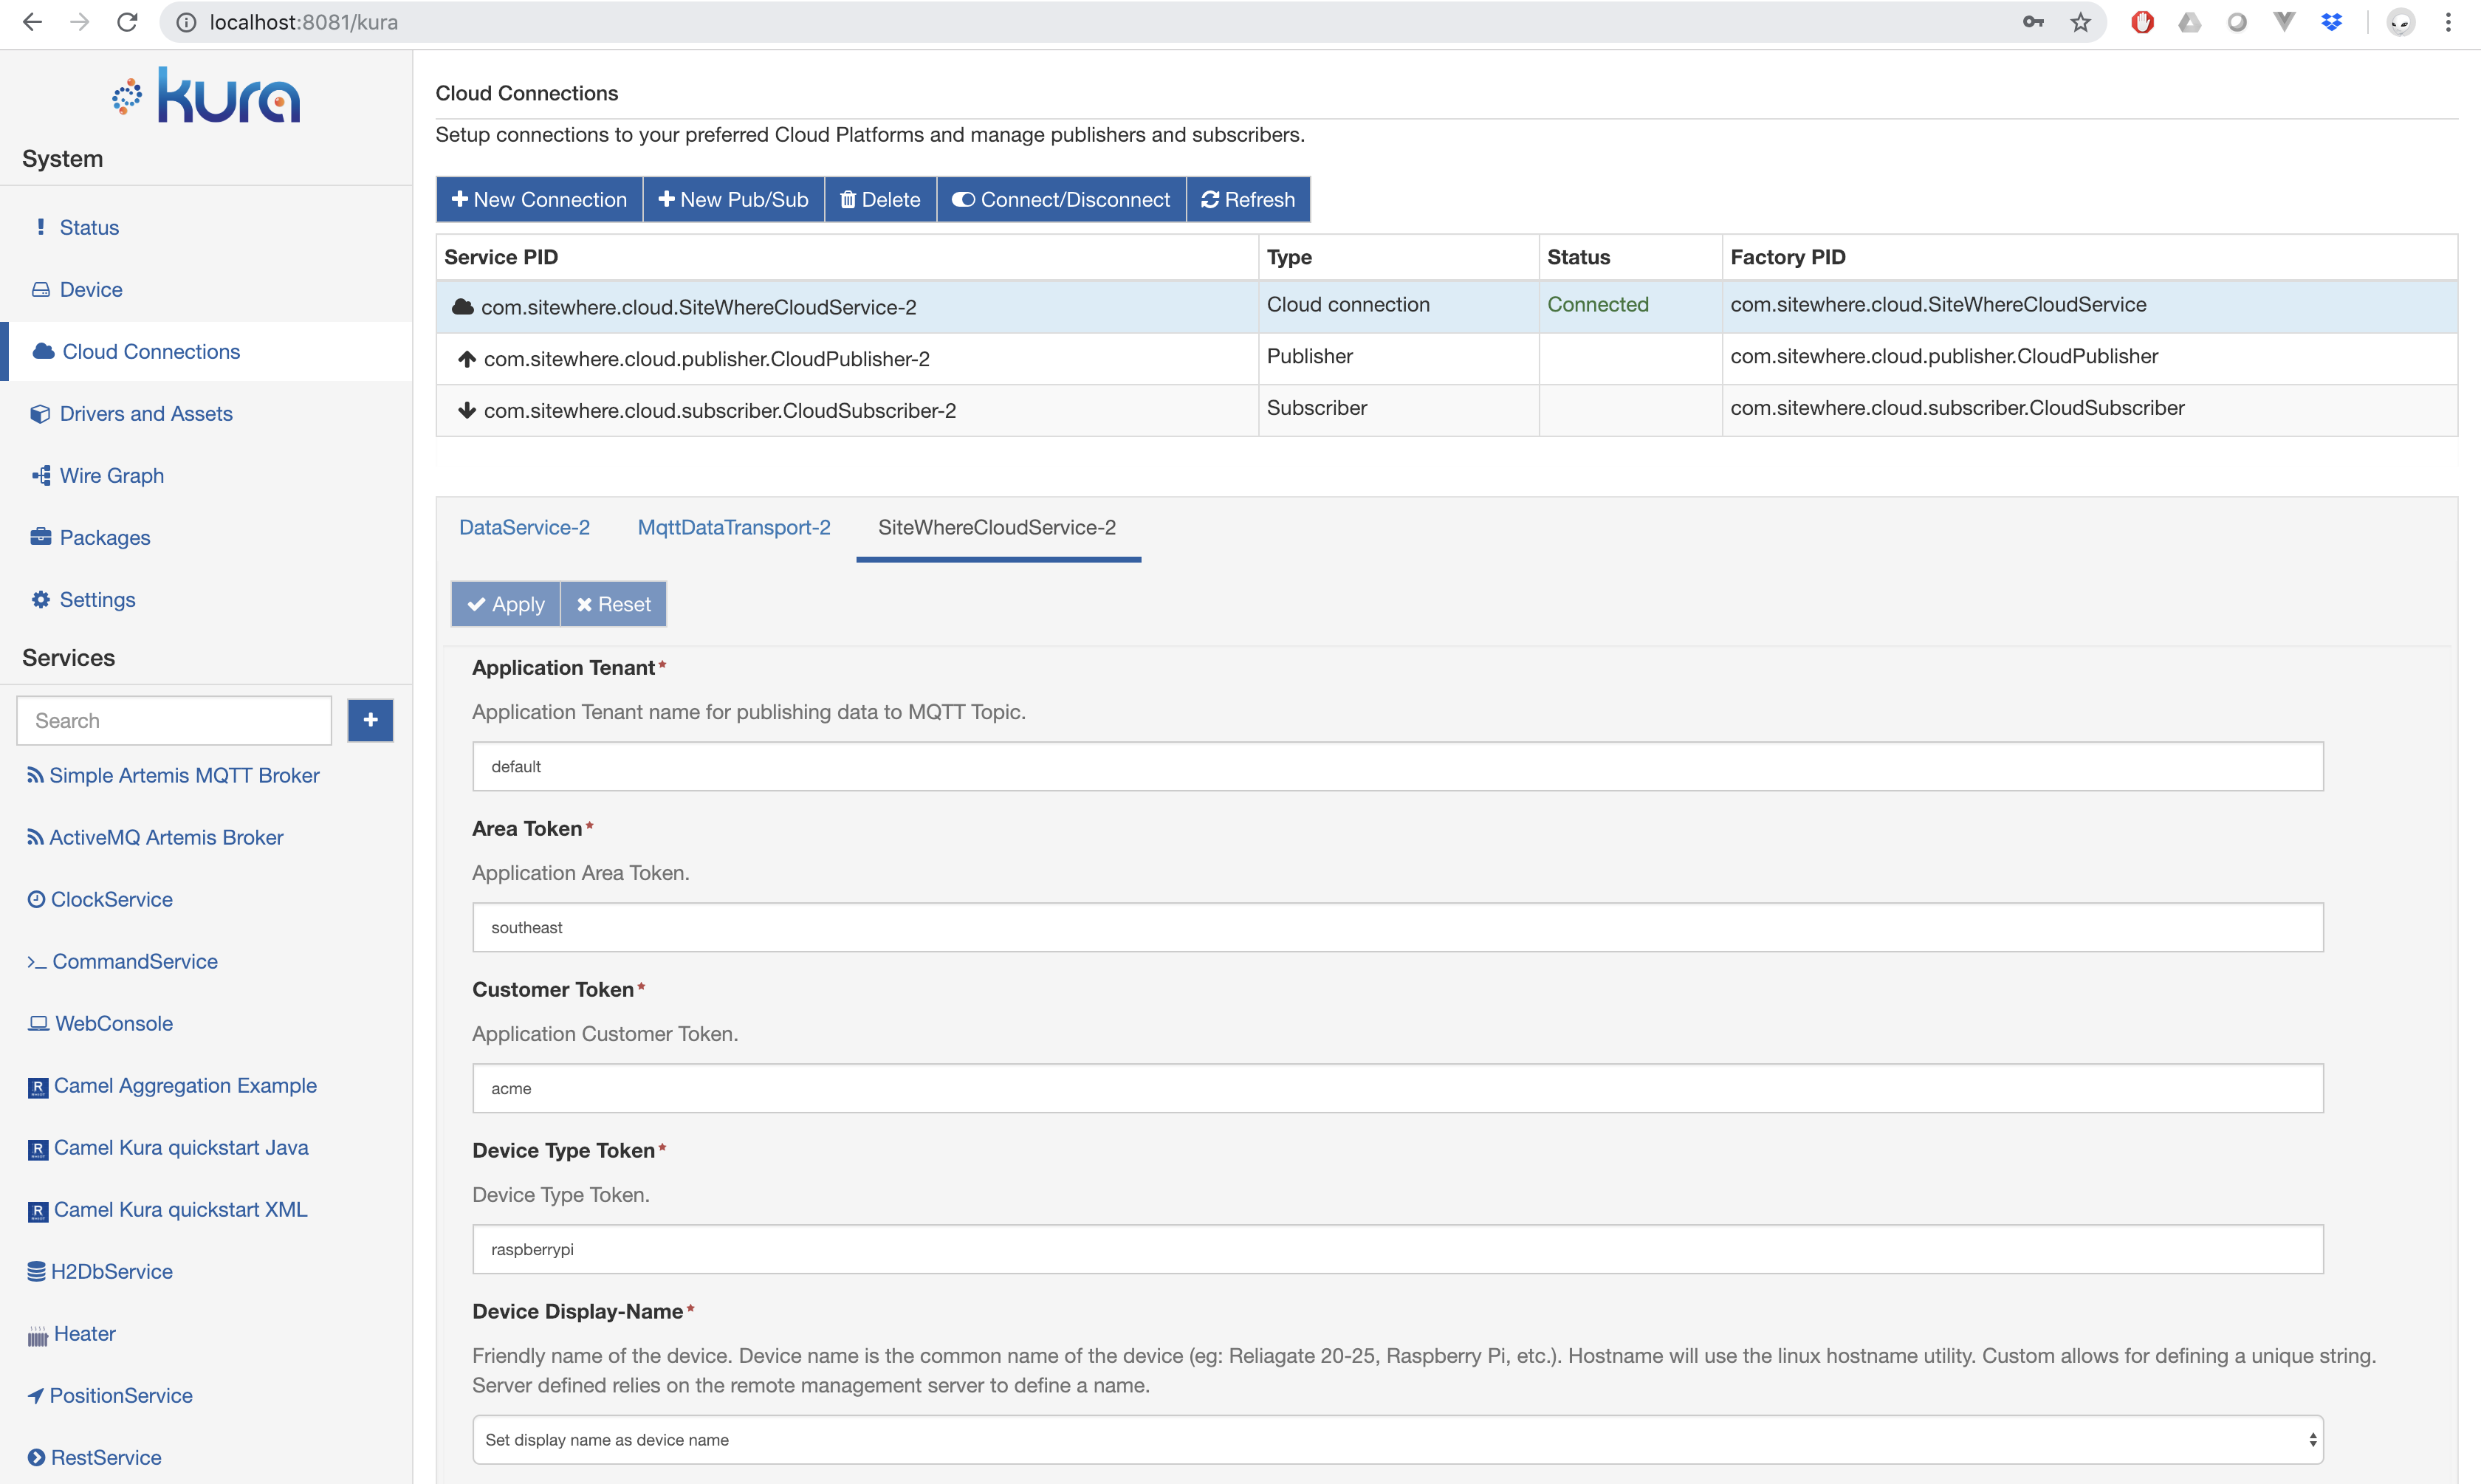 localhost:8081/kura
kura
System
Status
Device
Cloud Connections
Drivers and Assets
Wire Graph
Packages
Settings
Services
Search
Simple Artemis MQTT Broker
ActiveMQ Artemis Broker
ClockService
CommandService
WebConsole
Camel Aggregation Example
Camel Kura quickstart Java
Camel Kura quickstart XML
H2DbService
Heater
PositionService
RestService
Cloud Connections
Setup connections to your preferred Cloud Platforms and manage publishers and subscribers.
New Connection New Pub/Sub Delete Connect/Disconnect Refresh
Service PID Type Status Factory PID
com.sitewhere.cloud.SiteWhereCloudService-2 Cloud connection Connected com.sitewhere.cloud.SiteWhereCloudService
com.sitewhere.cloud.publisher.CloudPublisher-2 Publisher com.sitewhere.cloud.publisher.CloudPublisher
com.sitewhere.cloud.subscriber.CloudSubscriber-2 Subscriber com.sitewhere.cloud.subscriber.CloudSubscriber
DataService-2 MqttDataTransport-2 SiteWhereCloudService-2
Apply Reset
Application Tenant*
Application Tenant name for publishing data to MQTT Topic.
default
Area Token*
Application Area Token.
southeast
Customer Token*
Application Customer Token.
acme
Device Type Token*
Device Type Token.
raspberrypi
Device Display-Name*
Friendly name of the device. Device name is the common name of the device (eg: Reliagate 20-25, Raspberry Pi, etc.). Hostname will use the linux hostname utility. Custom allows for defining a unique string.
Server defined relies on the remote management server to define a name.
Set display name as device name